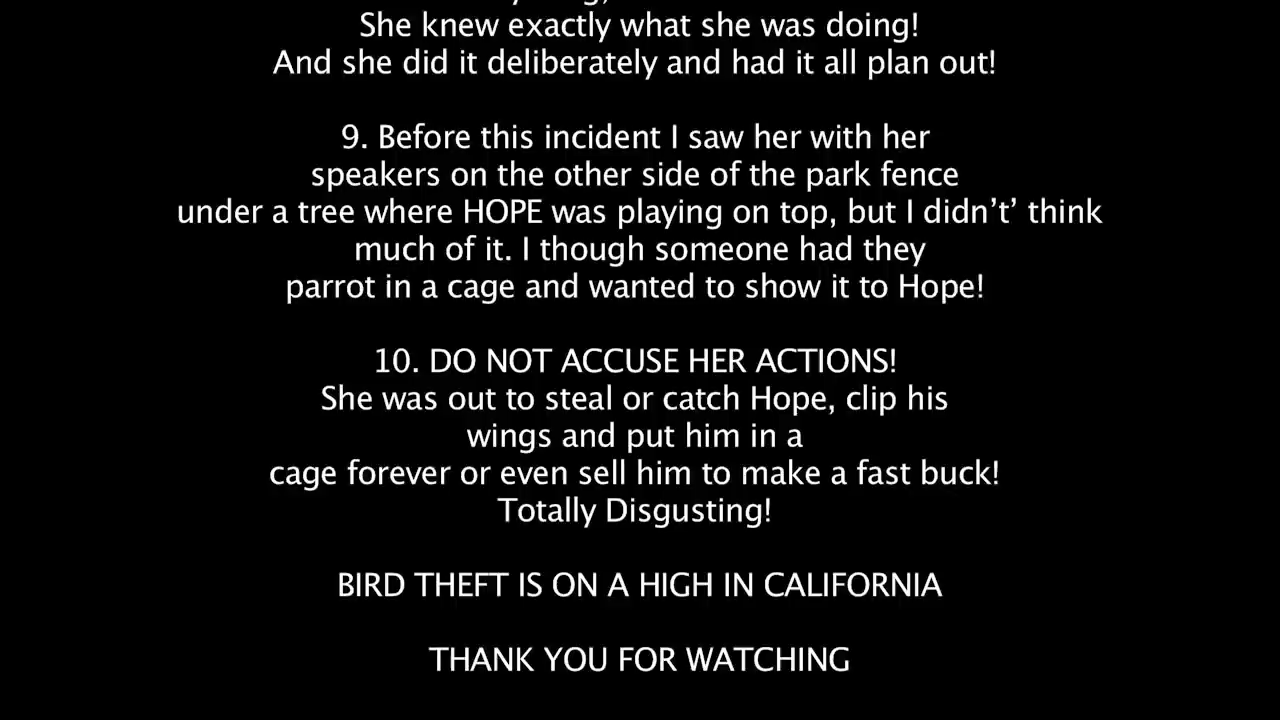 She knew exactly what she was doing!
And she did it deliberately and had it all plan out!
9. Before this incident I saw her with her
speakers on the other side of the park fence
under a tree where HOPE was playing on top, but I didn’t’ think
much of it. I though someone had they
parrot in a cage and wanted to show it to Hope!
10. DO NOT ACCUSE HER ACTIONS!
She was out to steal or catch Hope, clip his
wings and put him in a
cage forever or even sell him to make a fast buck!
Totally Disgusting!
BIRD THEFT IS ON A HIGH IN CALIFORNIA
THANK YOU FOR WATCHING